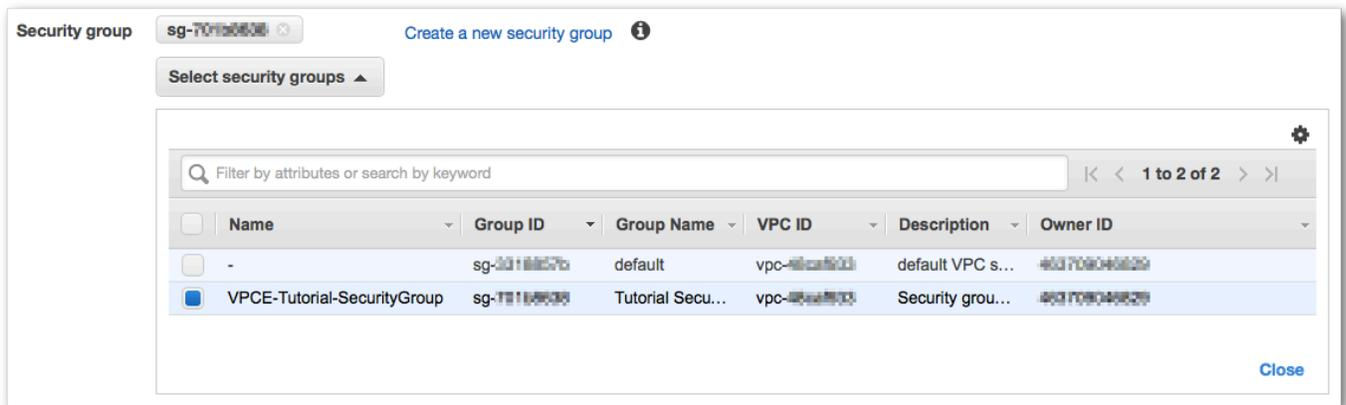 Security group sg- Create a new security group
Select security groups
Filter by attributes or search by keyword 1 to 2 of 2
Name Group ID Group Name VPC ID Description Owner ID
- sg- default vpc- default VPC s...
VPCE-Tutorial-SecurityGroup sg- Tutorial Secu... vpc- Security grou...
Close